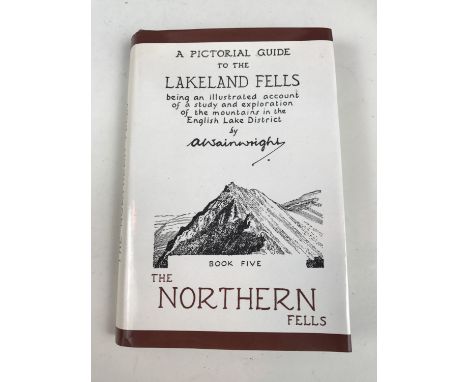 A PICTORIAL GUIDE
TO THE
LAKELAND FELLS
being an illustrated account
of a study and exploration
of the mountains in the
English Lake District
by
AWainwright
BOOK FIVE
THE
NORTHERN
FELLS